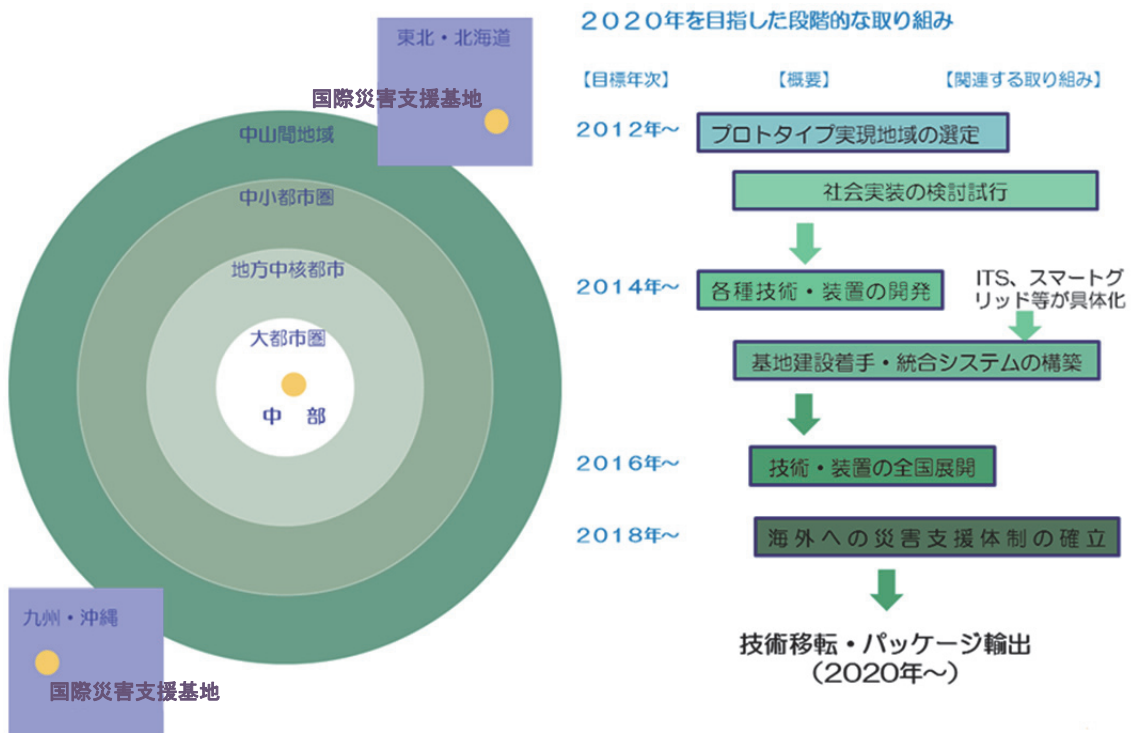 東北・北海道
国際災害支援基地
中山間地域
中小都市圏
地方中核都市
大都市圏
中 部
九州・沖縄
国際災害支援基地
2020年を目指した段階的な取り組み
【目標年次】 【概要】 【関連する取り組み】
2012年~ プロトタイプ実現地域の選定
社会実装の検討試行
2014年~ 各種技術・装置の開発
ITS、スマートグ
リッド等が具体化
基地建設着手・統合システムの構築
2016年~ 技術・装置の全国展開
2018年~ 海外への災害支援体制の確立
技術移転・パッケージ輸出
(2020年~)